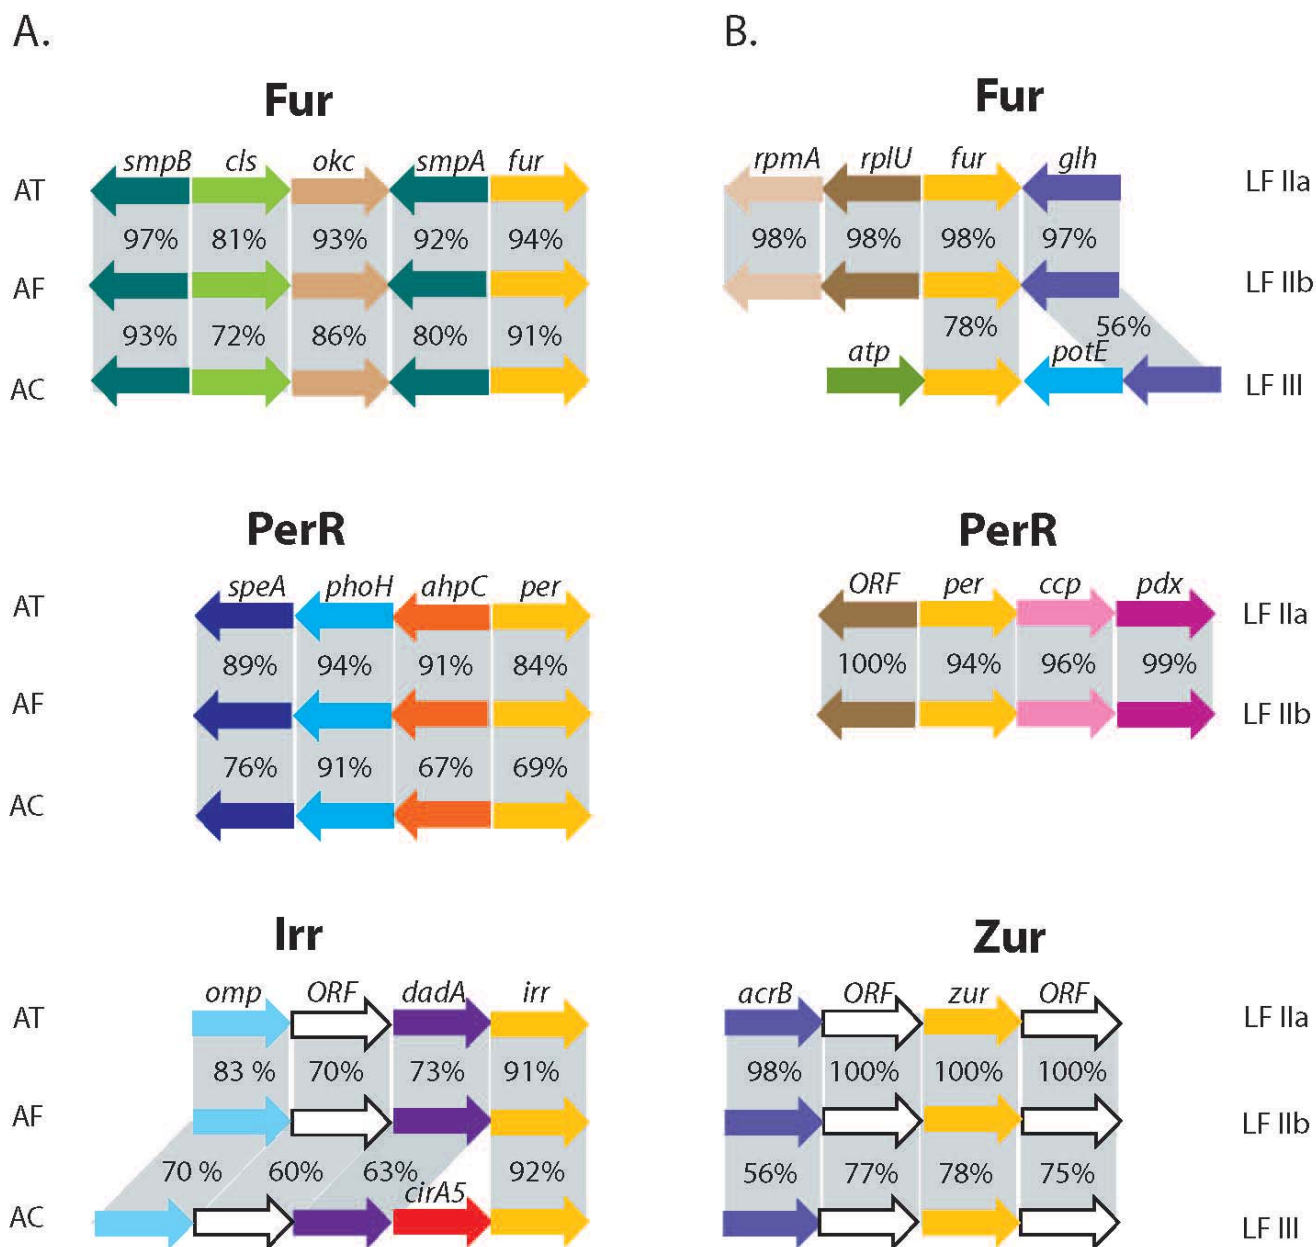 A.
Fur
smpB cls okc smpA fur
AT
97% 81% 93% 92% 94%
AF
93% 72% 86% 80% 91%
AC
PerR
speA phoH ahpC per
AT
89% 94% 91% 84%
AF
76% 91% 67% 69%
AC
Irr
omp ORF dadA irr
AT
83 % 70% 73% 91%
AF
70 % 60% 63% 92%
cirA5
AC
B.
Fur
rpmA rplU fur glh
LF IIa
98% 98% 98% 97%
LF IIb
78% 56%
atp potE
LF III
PerR
ORF per ccp pdx
LF IIa
100% 94% 96% 99%
LF IIb
Zur
acrB ORF zur ORF
LF IIa
98% 100% 100% 100%
LF IIb
56% 77% 78% 75%
LF III